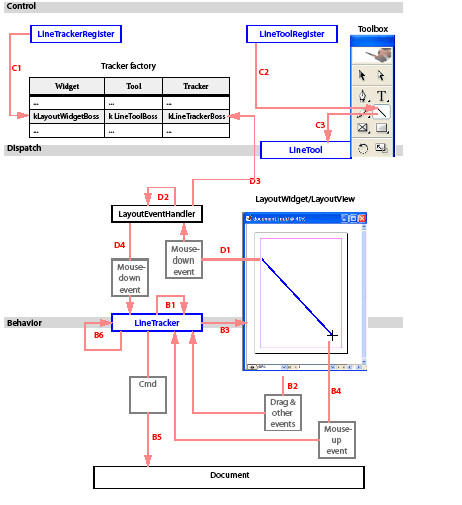 Control
LineTrackerRegister
LineToolRegister
Toolbox
C1
Tracker factory
C2
Widget Tool Tracker
... ... ...
kLayoutWidgetBoss k LineToolBoss kLineTrackerBoss
... ... ...
T
C3
Dispatch
LineTool
D3
D2
LayoutWidget/LayoutView
LayoutEventHandler
D4
Mouse-
down
event
D1
Mouse-
down
event
B1
Behavior
LineTracker
B3
B6
Cmd
B2
B4
Drag &
other
events
Mouse-
up
event
B5
Document